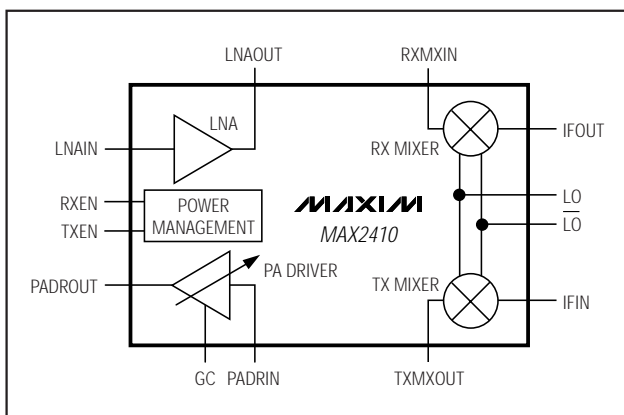 LNAOUT
RXMXIN
LNA
LNAIN
RX MIXER
IFOUT
RXEN
TXEN
POWER
MANAGEMENT
MAXIM
MAX2410
LO
L̅O̅
PADROUT
PA DRIVER
TX MIXER
IFIN
GC
PADRIN
TXMXOUT